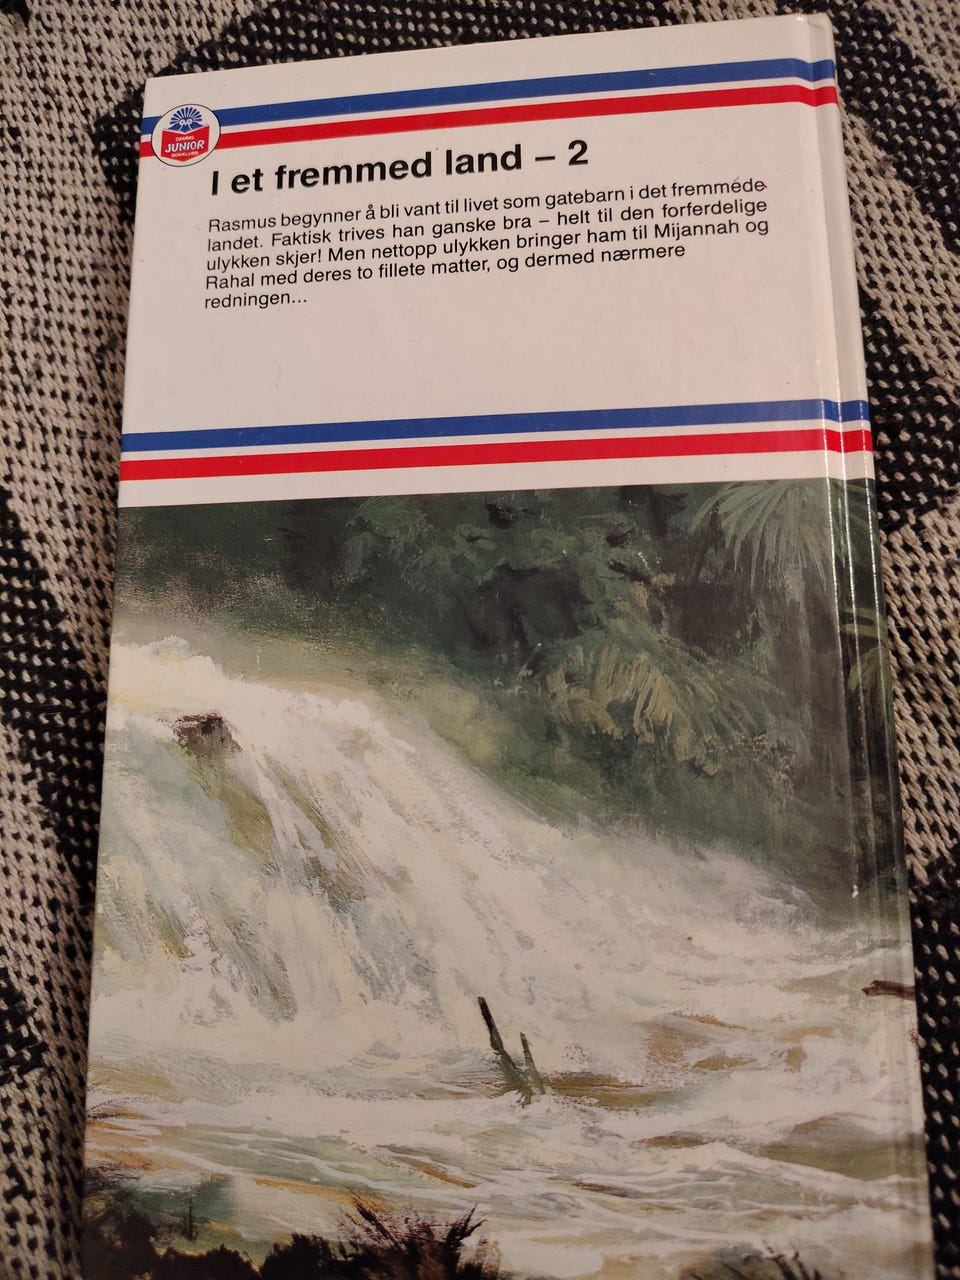 DAMMS
JUNIOR
BOKKLUBB
I et fremmed land – 2
Rasmus begynner å bli vant til livet som gatebarn i det fremmede
landet. Faktisk trives han ganske bra – helt til den forferdelige
ulykken skjer! Men nettopp ulykken bringer ham til Mijannah og
Rahal med deres to fillete matter, og dermed nærmere
redningen...